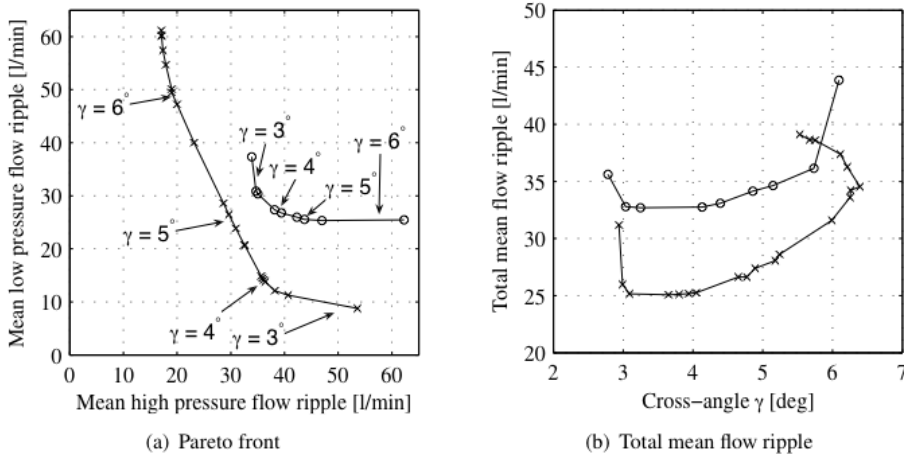 Mean low pressure flow ripple [l/min]
60
50
40
30
20
10
0
γ = 6°
γ = 3°
γ = 6°
γ = 4°
γ = 5°
γ = 5°
γ = 4°
γ = 3°
0 10 20 30 40 50 60
Mean high pressure flow ripple [l/min]
(a) Pareto front
Total mean flow ripple [l/min]
50
45
40
35
30
25
20
2 3 4 5 6 7
Cross−angle γ [deg]
(b) Total mean flow ripple